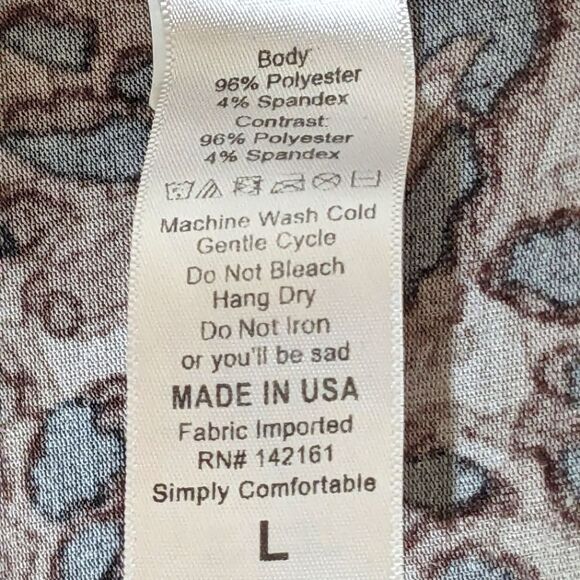 Body
96% Polyester
4% Spandex
Contrast:
96% Polyester
4% Spandex
Machine Wash Cold
Gentle Cycle
Do Not Bleach
Hang Dry
Do Not Iron
or you'll be sad
MADE IN USA
Fabric Imported
RN# 142161
Simply Comfortable
L